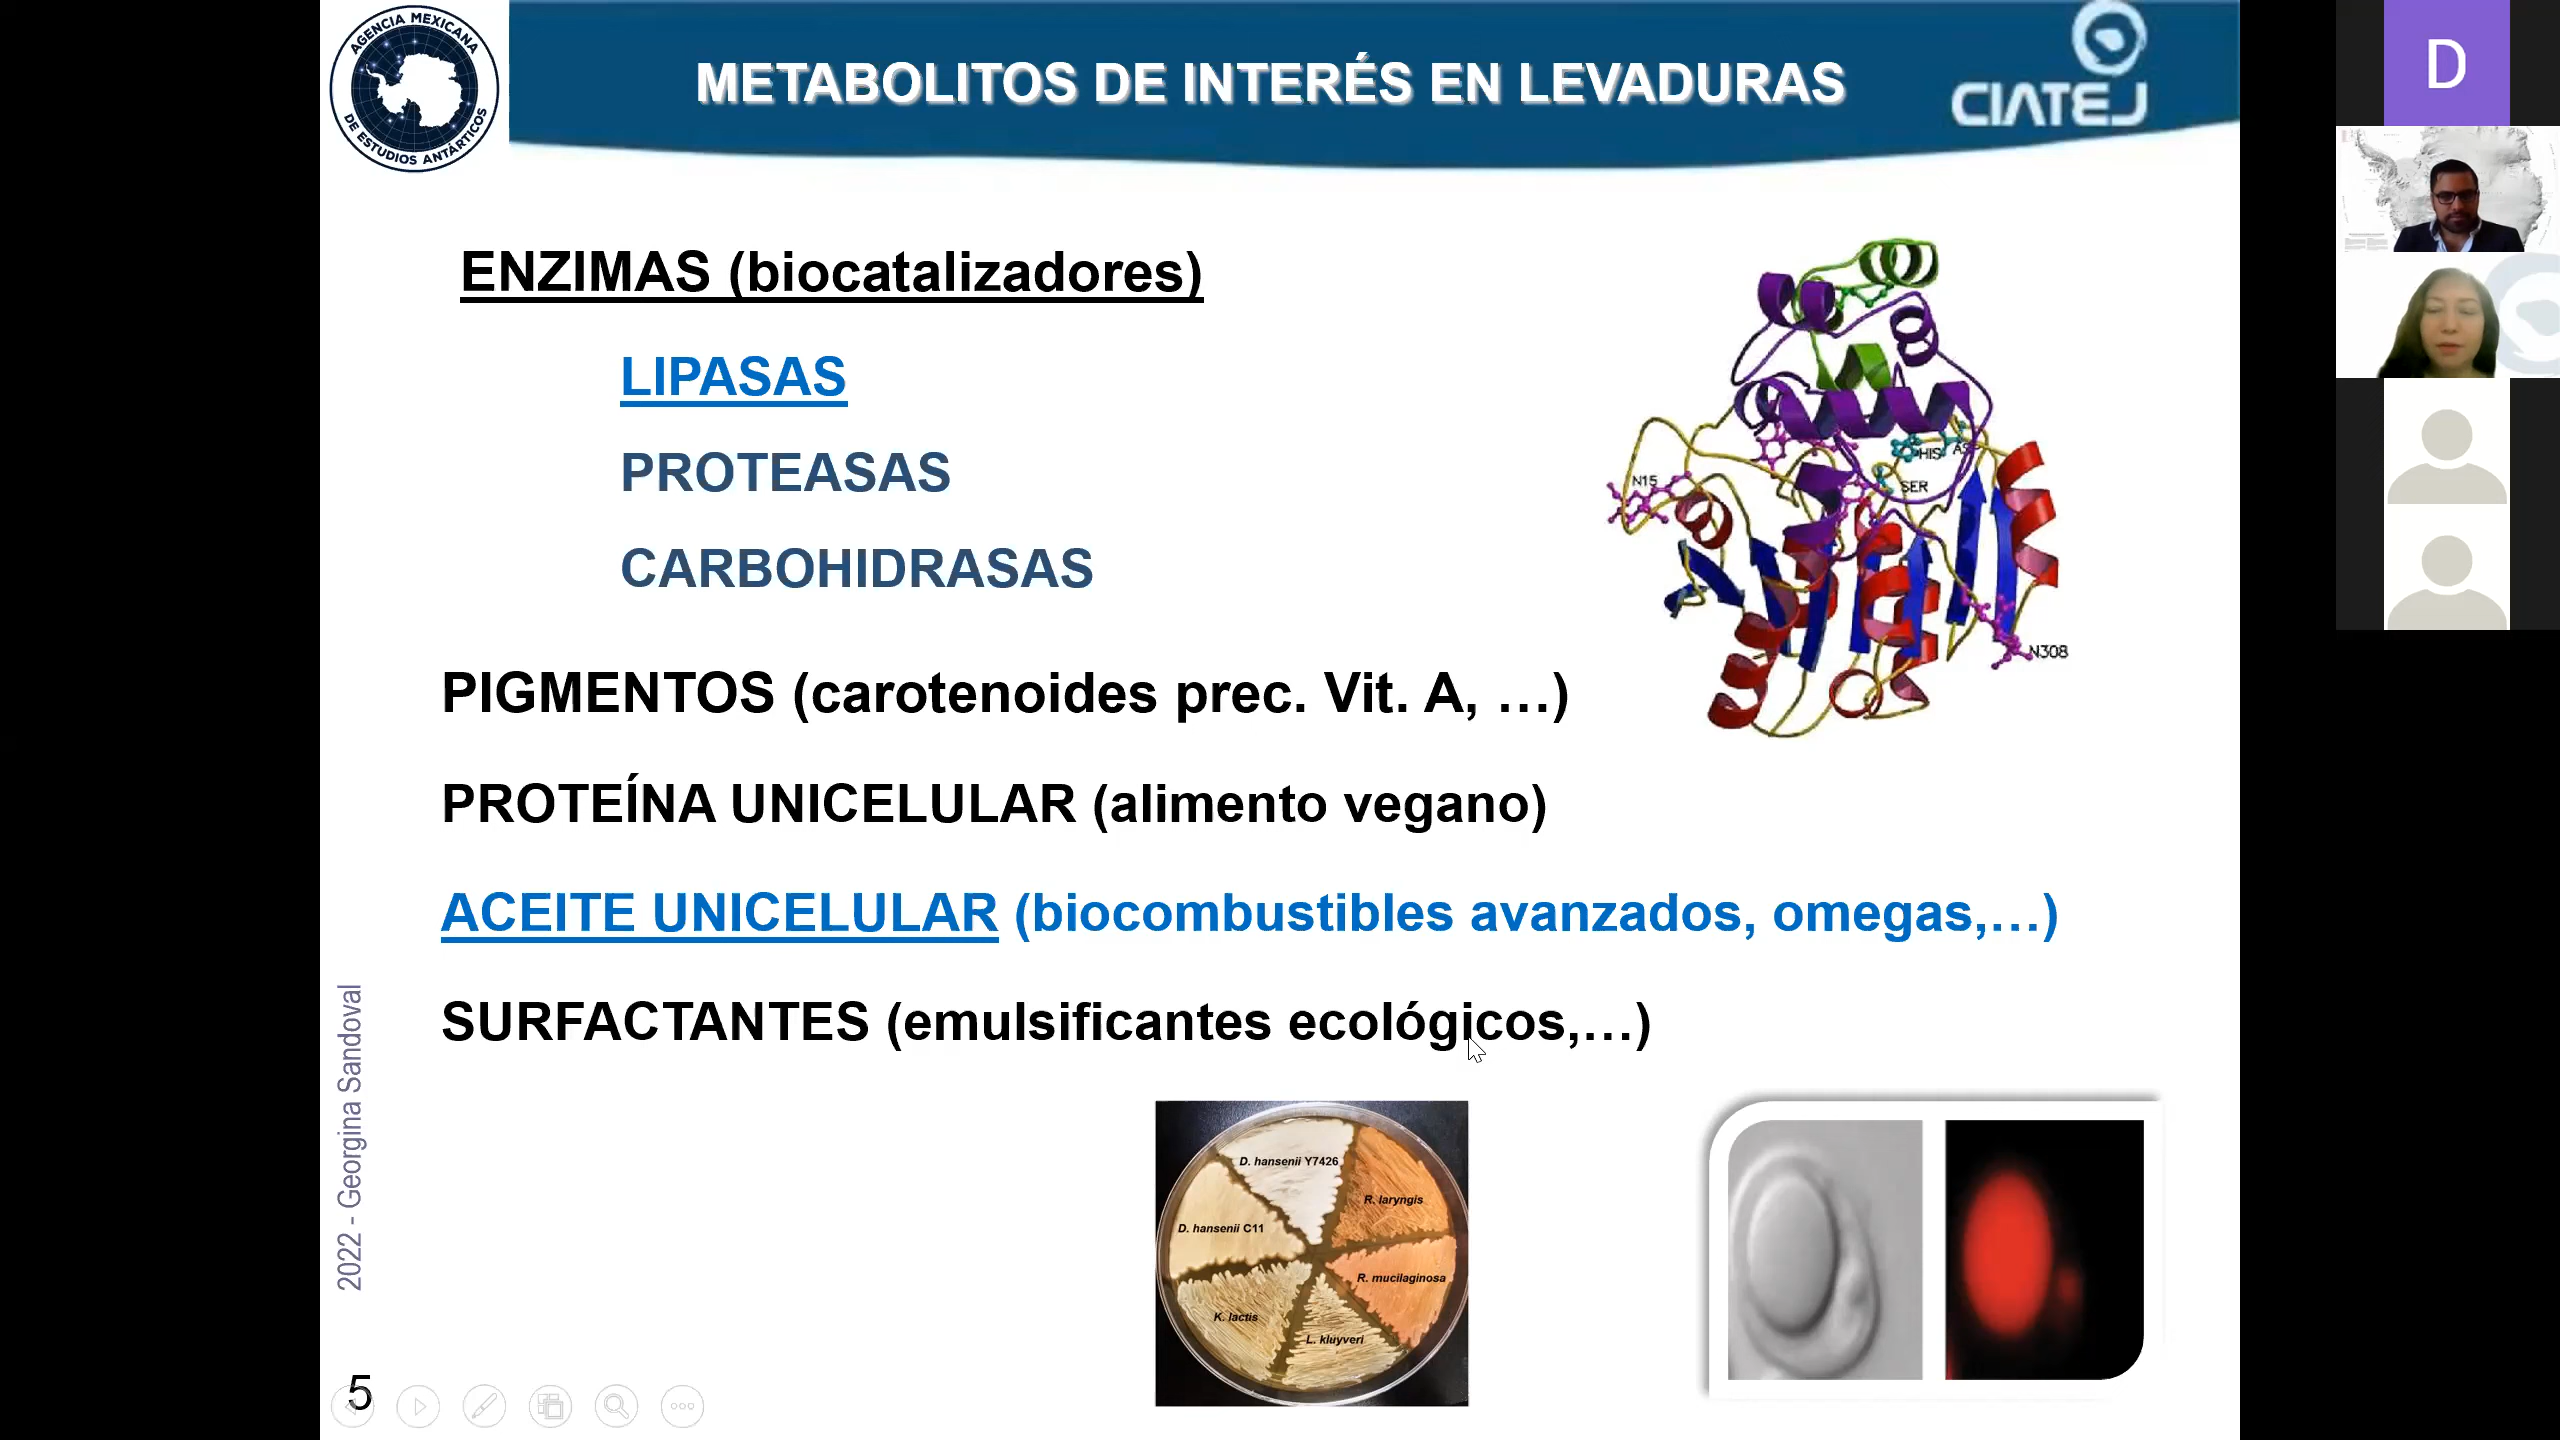 AGENCIA MEXICANA
DE ESTUDIOS ANTÁRTICOS
METABOLITOS DE INTERÉS EN LEVADURAS
CIATEJ
D
ENZIMAS (biocatalizadores)
LIPASAS
PROTEASAS
CARBOHIDRASAS
HIS
AS
SER
N15
N308
PIGMENTOS (carotenoides prec. Vit. A, …)
PROTEÍNA UNICELULAR (alimento vegano)
ACEITE UNICELULAR (biocombustibles avanzados, omegas,…)
SURFACTANTES (emulsificantes ecológicos,…)
2022 - Georgina Sandoval
D. hansenii Y7426
R. laryngis
D. hansenii C11
R. mucilaginosa
K. lactis
L. kluyveri
5